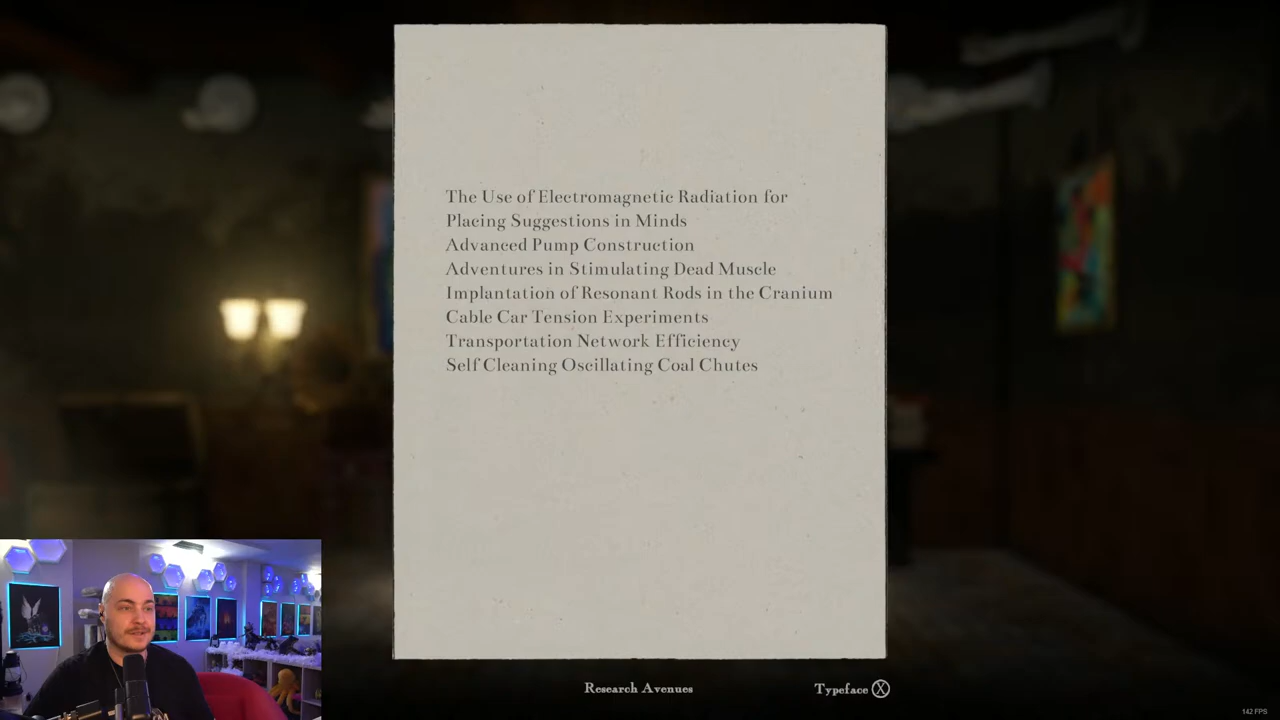 The Use of Electromagnetic Radiation for
Placing Suggestions in Minds
Advanced Pump Construction
Adventures in Stimulating Dead Muscle
Implantation of Resonant Rods in the Cranium
Cable Car Tension Experiments
Transportation Network Efficiency
Self Cleaning Oscillating Coal Chutes
Research Avenues
Typeface X
142 FPS